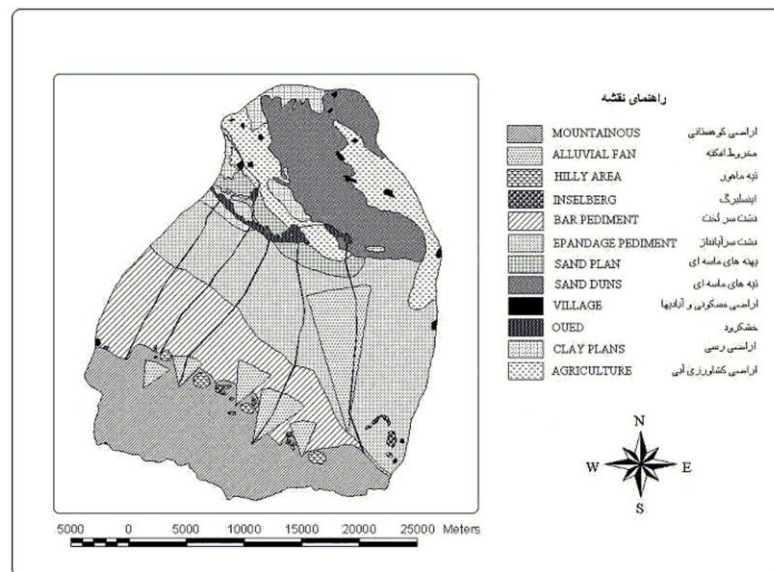 راهنمای نقشه
MOUNTAINOUS اراضی کوهستانی
ALLUVIAL FAN مخروط افکنه
HILLY AREA تپه ماهور
INSELBERG اینسلبرگ
BAR PEDIMENT دشت سر لخت
EPANDAGE PEDIMENT دشت سر آپانداژ
SAND PLAN پهنه های ماسه ای
SAND DUNS تپه های ماسه ای
VILLAGE اراضی مسکونی و آبادیها
OUED خشکرود
CLAY PLANS اراضی رسی
AGRICULTURE اراضی کشاورزی آبی
N
W E
S
5000 0 5000 10000 15000 20000 25000 Meters